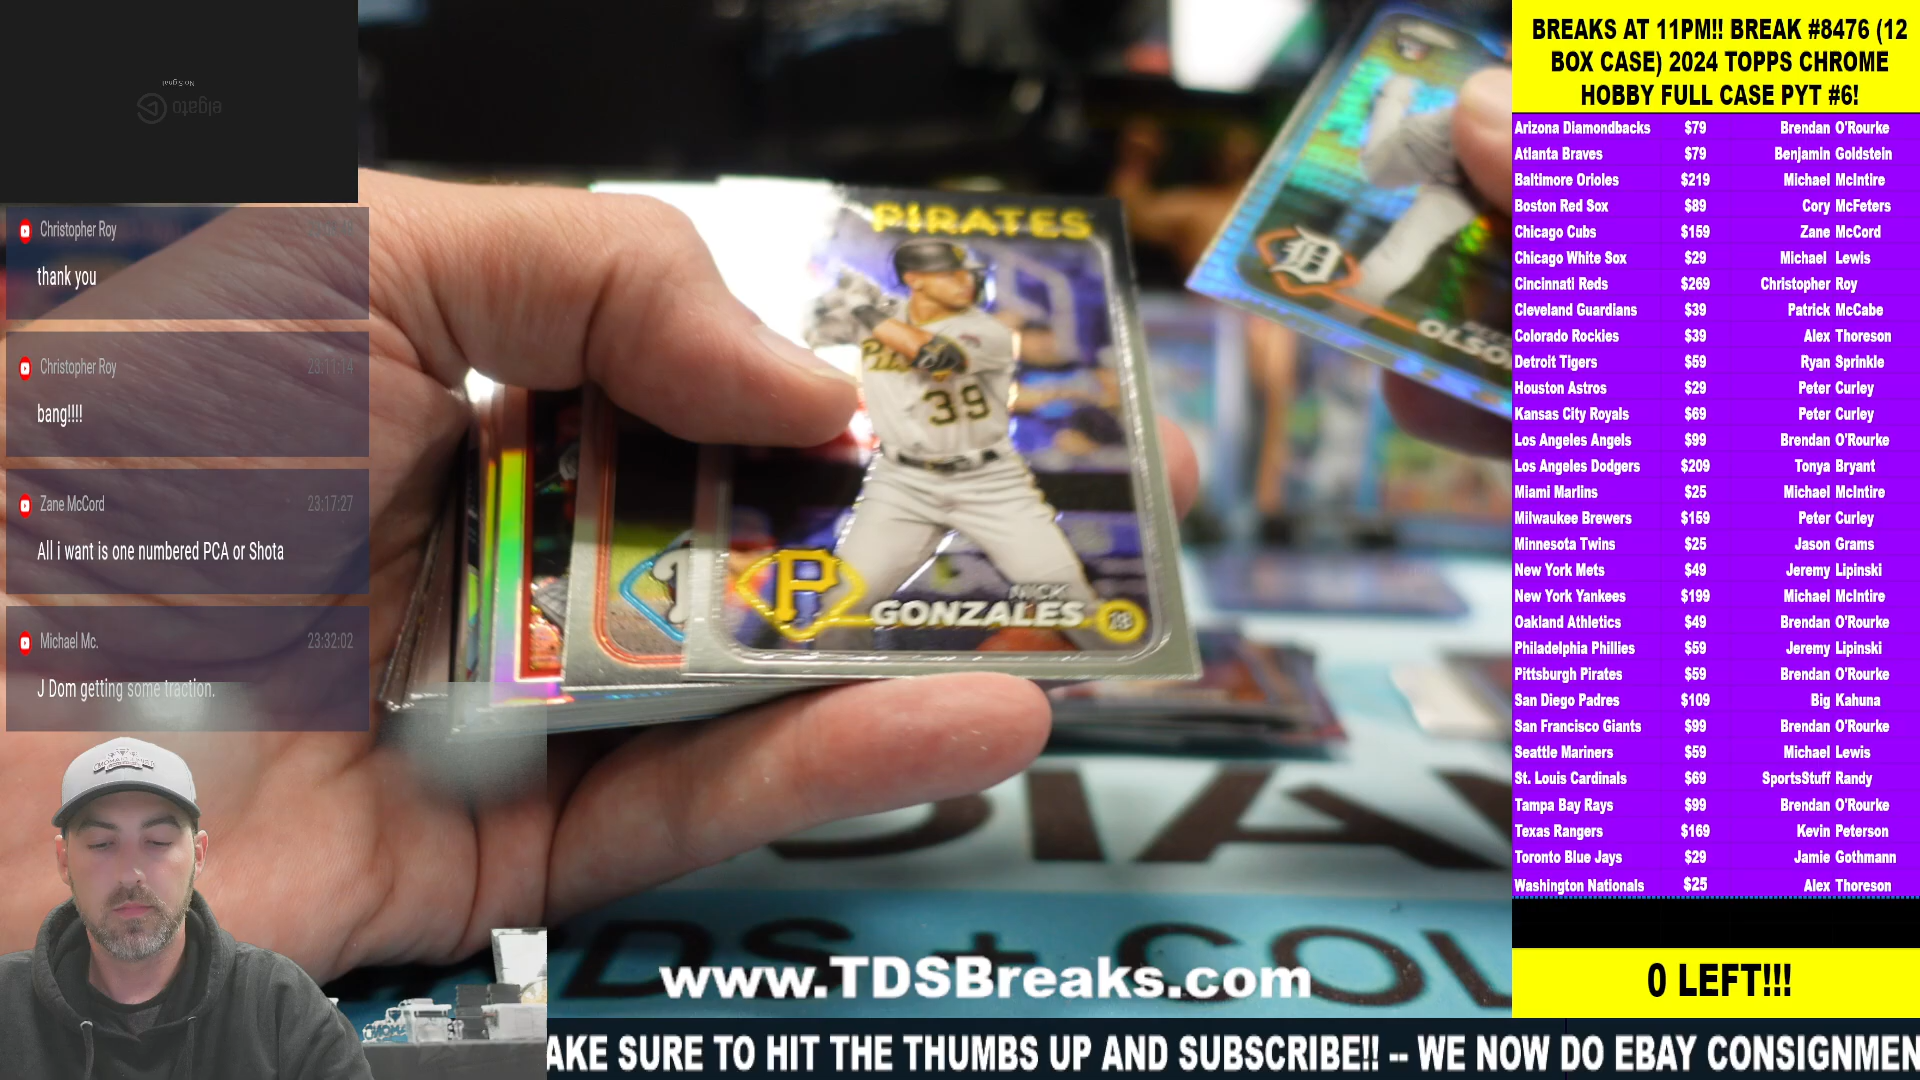 No Signal
elgato
Christopher Roy
thank you
Christopher Roy 23:11:14
bang!!!!
Zane McCord 23:17:27
All i want is one numbered PCA or Shota
Michael Mc. 23:32:02
J Dom getting some traction.
PIRATES
39
P
NICK
GONZALES
D
OLSO
www.TDSBreaks.com
AKE SURE TO HIT THE THUMBS UP AND SUBSCRIBE!! -- WE NOW DO EBAY CONSIGNMEN
BREAKS AT 11PM!! BREAK #8476 (12
BOX CASE) 2024 TOPPS CHROME
HOBBY FULL CASE PYT #6!
Arizona Diamondbacks $79 Brendan O'Rourke
Atlanta Braves $79 Benjamin Goldstein
Baltimore Orioles $219 Michael McIntire
Boston Red Sox $89 Cory McFeters
Chicago Cubs $159 Zane McCord
Chicago White Sox $29 Michael Lewis
Cincinnati Reds $269 Christopher Roy
Cleveland Guardians $39 Patrick McCabe
Colorado Rockies $39 Alex Thoreson
Detroit Tigers $59 Ryan Sprinkle
Houston Astros $29 Peter Curley
Kansas City Royals $69 Peter Curley
Los Angeles Angels $99 Brendan O'Rourke
Los Angeles Dodgers $209 Tonya Bryant
Miami Marlins $25 Michael McIntire
Milwaukee Brewers $159 Peter Curley
Minnesota Twins $25 Jason Grams
New York Mets $49 Jeremy Lipinski
New York Yankees $199 Michael McIntire
Oakland Athletics $49 Brendan O'Rourke
Philadelphia Phillies $59 Jeremy Lipinski
Pittsburgh Pirates $59 Brendan O'Rourke
San Diego Padres $109 Big Kahuna
San Francisco Giants $99 Brendan O'Rourke
Seattle Mariners $59 Michael Lewis
St. Louis Cardinals $69 SportsStuff Randy
Tampa Bay Rays $99 Brendan O'Rourke
Texas Rangers $169 Kevin Peterson
Toronto Blue Jays $29 Jamie Gothmann
Washington Nationals $25 Alex Thoreson
0 LEFT!!!